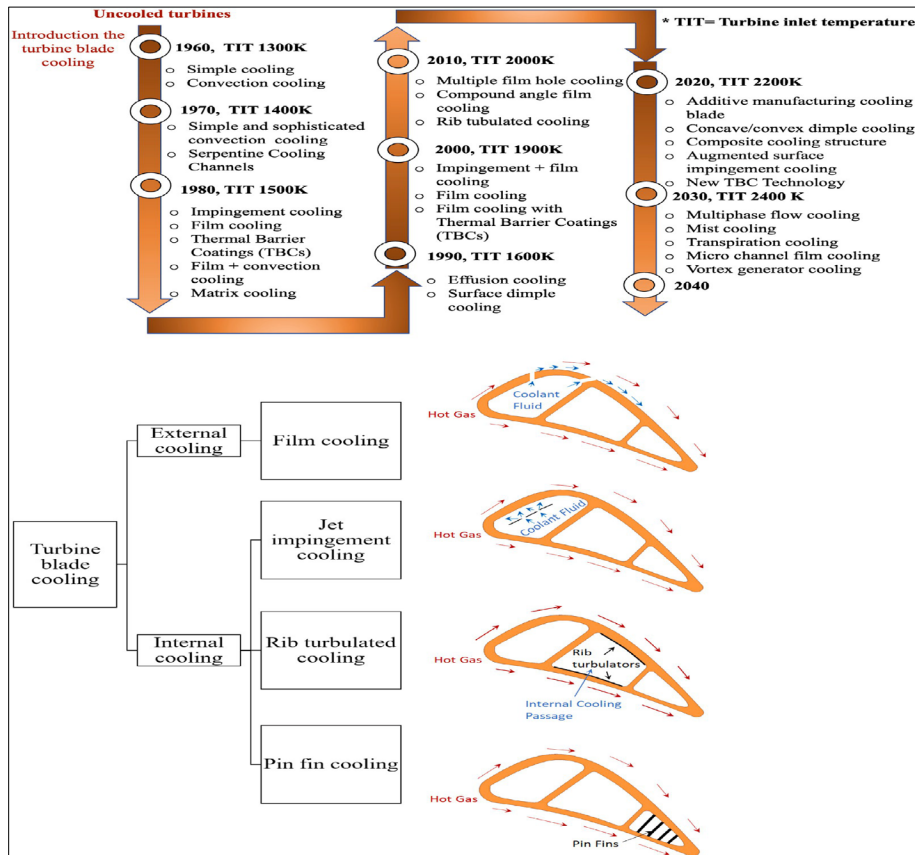 Uncooled turbines
Introduction the
turbine blade
cooling
1960, TIT 1300K
o Simple cooling
o Convection cooling
1970, TIT 1400K
o Simple and sophisticated
convection cooling
o Serpentine Cooling
Channels
1980, TIT 1500K
o Impingement cooling
o Film cooling
o Thermal Barrier
Coatings (TBCs)
o Film + convection
cooling
o Matrix cooling
2010, TIT 2000K
o Multiple film hole cooling
o Compound angle film
cooling
o Rib tubulated cooling
2000, TIT 1900K
o Impingement + film
cooling
o Film cooling
o Film cooling with
Thermal Barrier Coatings
(TBCs)
1990, TIT 1600K
o Effusion cooling
o Surface dimple
cooling
* TIT= Turbine inlet temperature
2020, TIT 2200K
o Additive manufacturing cooling
blade
o Concave/convex dimple cooling
o Composite cooling structure
o Augmented surface
impingement cooling
o New TBC Technology
2030, TIT 2400 K
o Multiphase flow cooling
o Mist cooling
o Transpiration cooling
o Micro channel film cooling
o Vortex generator cooling
2040
Turbine blade
cooling
External
cooling
Film cooling
Internal
cooling
Jet
impingement
cooling
Rib turbulated
cooling
Pin fin cooling
Coolant
Fluid
Hot Gas
Coolant Fluid
Hot Gas
Rib
turbulators
Hot Gas
Internal Cooling
Passage
Hot Gas
Pin Fins